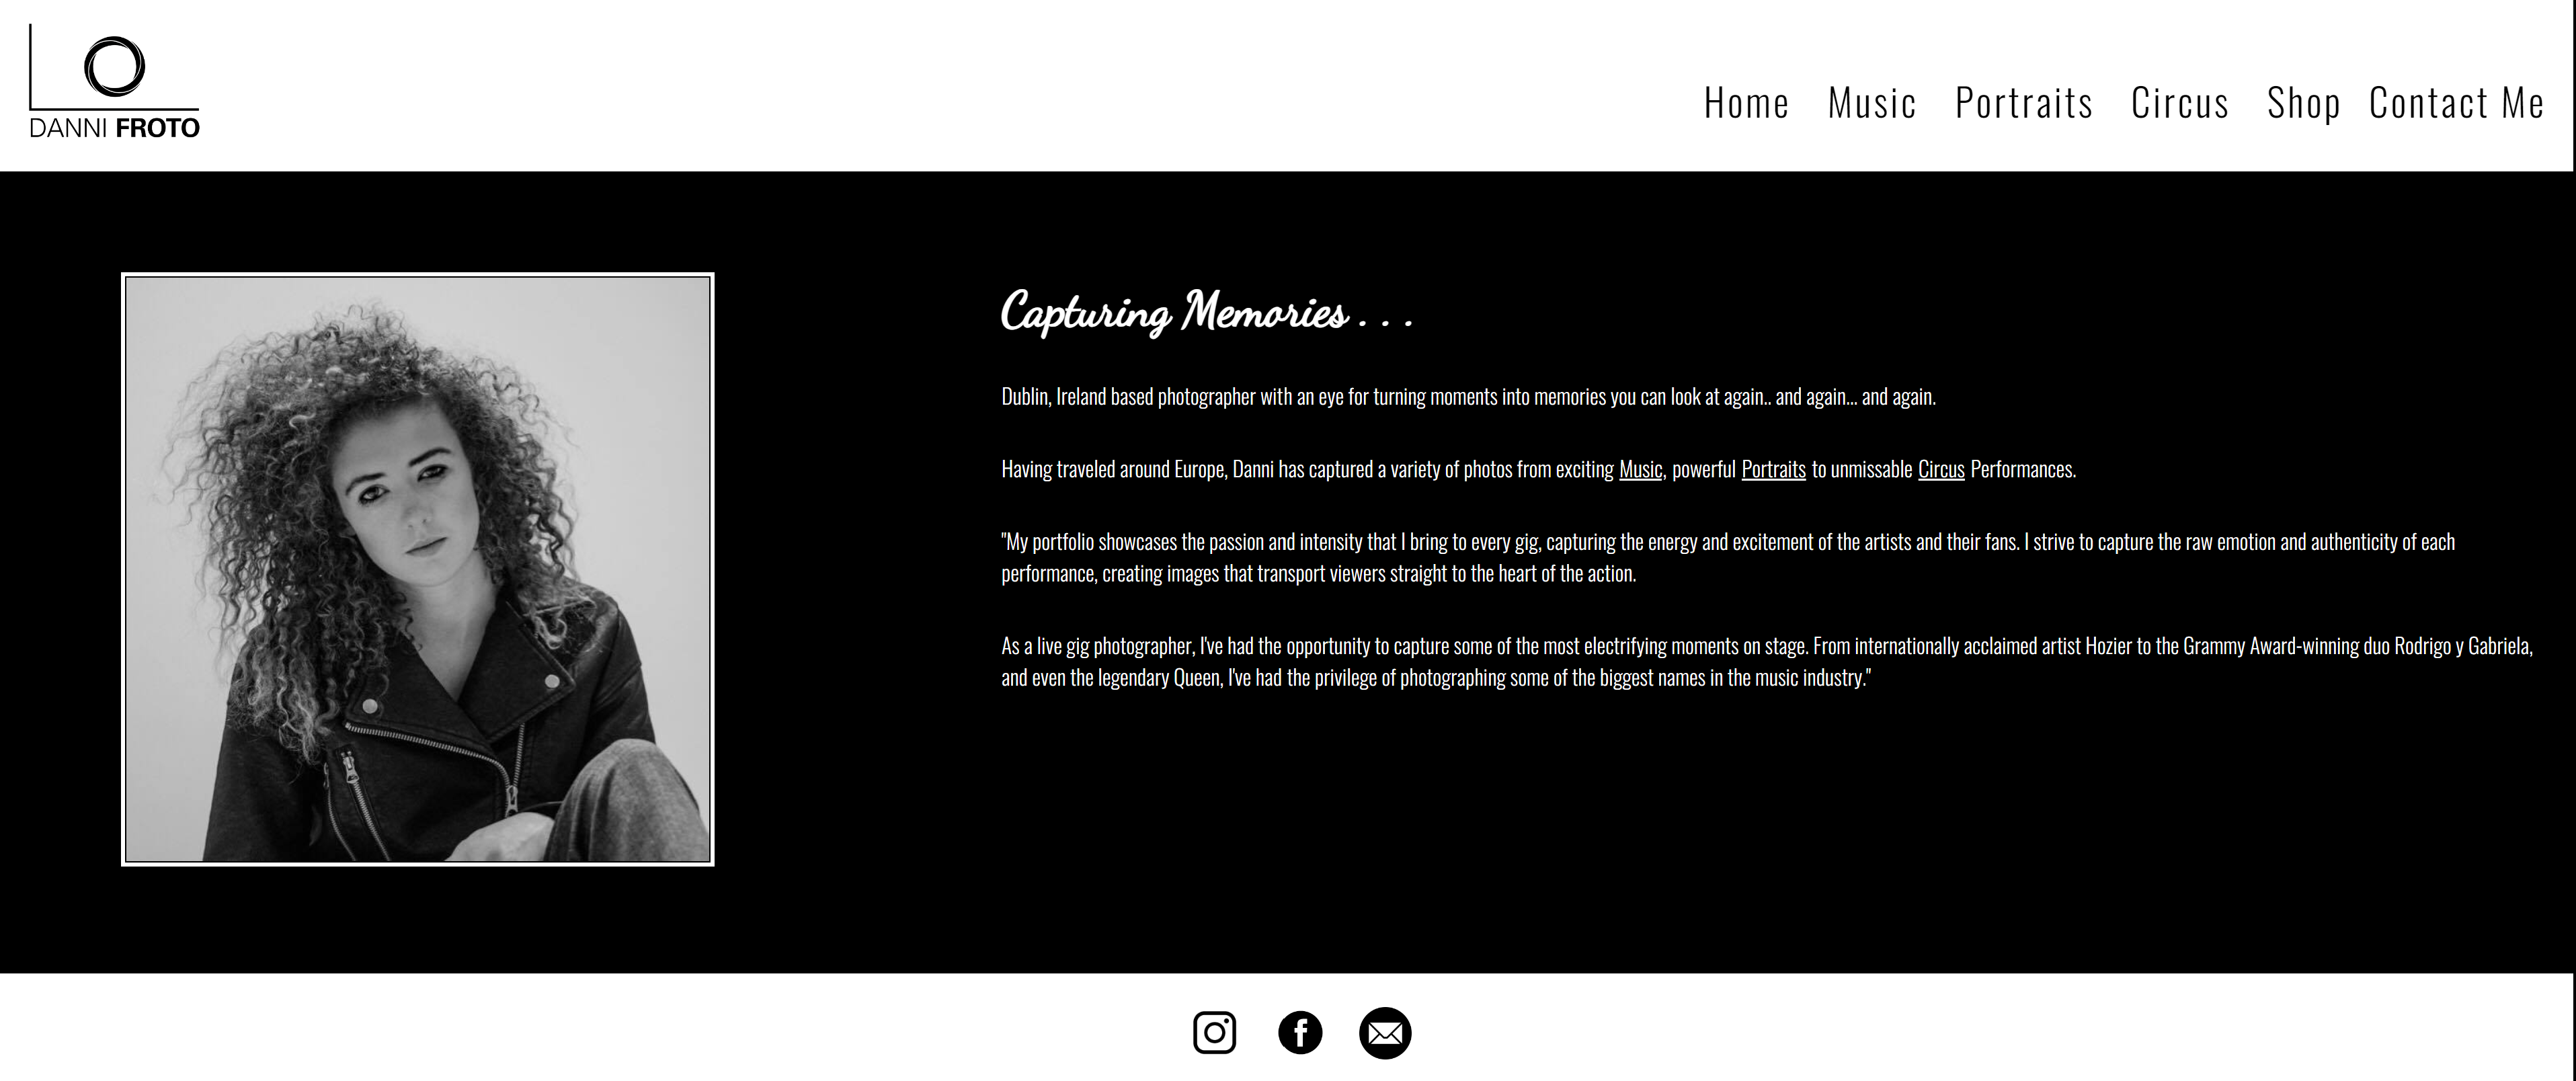 DANNI FROTO
Home Music Portraits Circus Shop Contact Me
Capturing Memories . . .
Dublin, Ireland based photographer with an eye for turning moments into memories you can look at again.. and again... and again.
Having traveled around Europe, Danni has captured a variety of photos from exciting Music, powerful Portraits to unmissable Circus Performances.
"My portfolio showcases the passion and intensity that I bring to every gig, capturing the energy and excitement of the artists and their fans. I strive to capture the raw emotion and authenticity of each
performance, creating images that transport viewers straight to the heart of the action.
As a live gig photographer, I've had the opportunity to capture some of the most electrifying moments on stage. From internationally acclaimed artist Hozier to the Grammy Award-winning duo Rodrigo y Gabriela,
and even the legendary Queen, I've had the privilege of photographing some of the biggest names in the music industry."